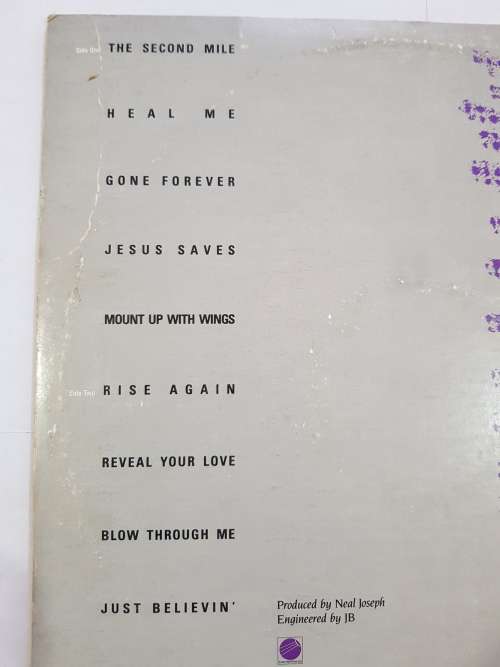 Side One THE SECOND MILE
HEAL ME
GONE FOREVER
JESUS SAVES
MOUNT UP WITH WINGS
Side Two RISE AGAIN
REVEAL YOUR LOVE
BLOW THROUGH ME
JUST BELIEVIN'
Produced by Neal Joseph
Engineered by JB